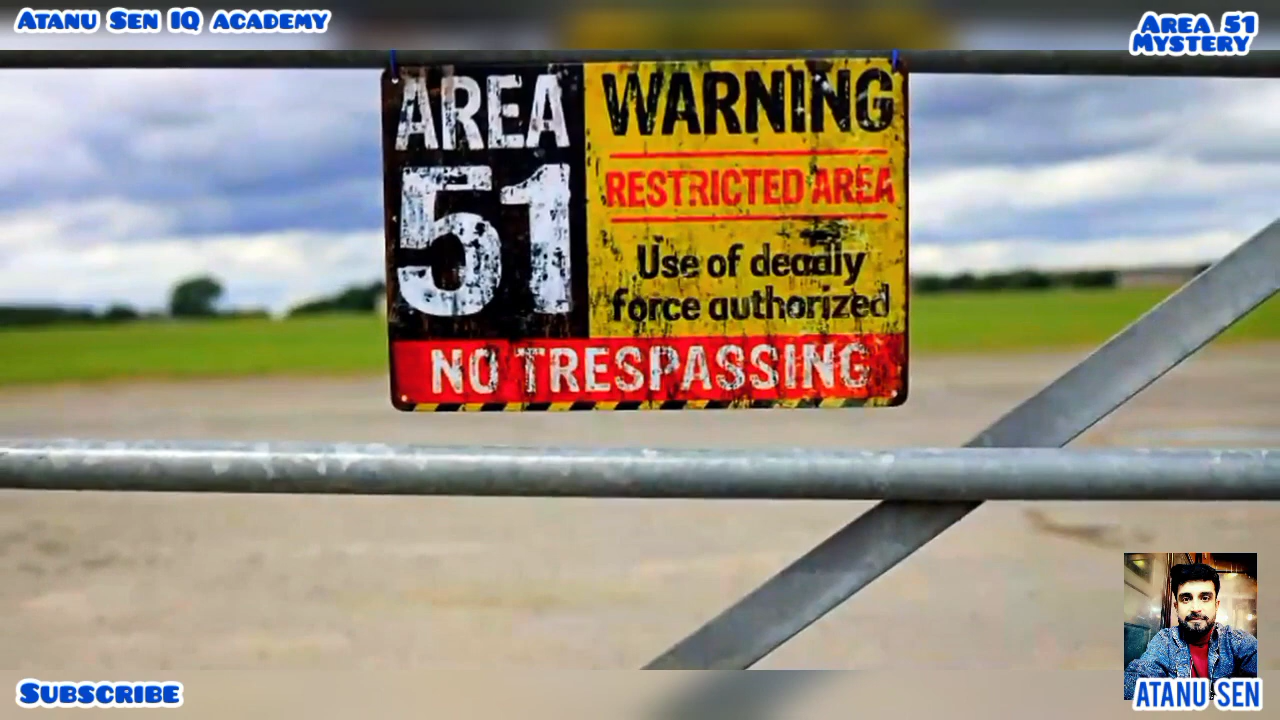 Atanu Sen IQ academy
Area 51
Mystery
AREA
51
WARNING
RESTRICTED AREA
Use of deadly
force authorized
NO TRESPASSING
Subscribe
ATANU SEN